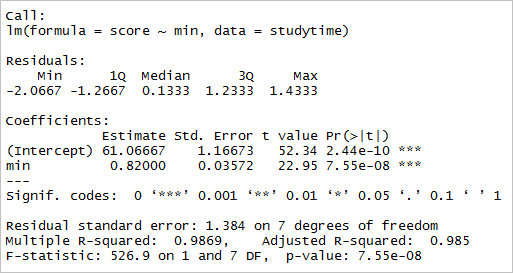 Call:
lm(formula = score ~ min, data = studytime)
Residuals:
    Min      1Q  Median      3Q     Max
-2.0667 -1.2667  0.1333  1.2333  1.4333
Coefficients:
            Estimate Std. Error t value Pr(>|t|)
(Intercept) 61.06667    1.16673   52.34 2.44e-10 ***
min          0.82000    0.03572   22.95 7.55e-08 ***
---
Signif. codes:  0 ‘***’ 0.001 ‘**’ 0.01 ‘*’ 0.05 ‘.’ 0.1 ‘ ’ 1
Residual standard error: 1.384 on 7 degrees of freedom
Multiple R-squared:  0.9869,    Adjusted R-squared:  0.985
F-statistic: 526.9 on 1 and 7 DF,  p-value: 7.55e-08